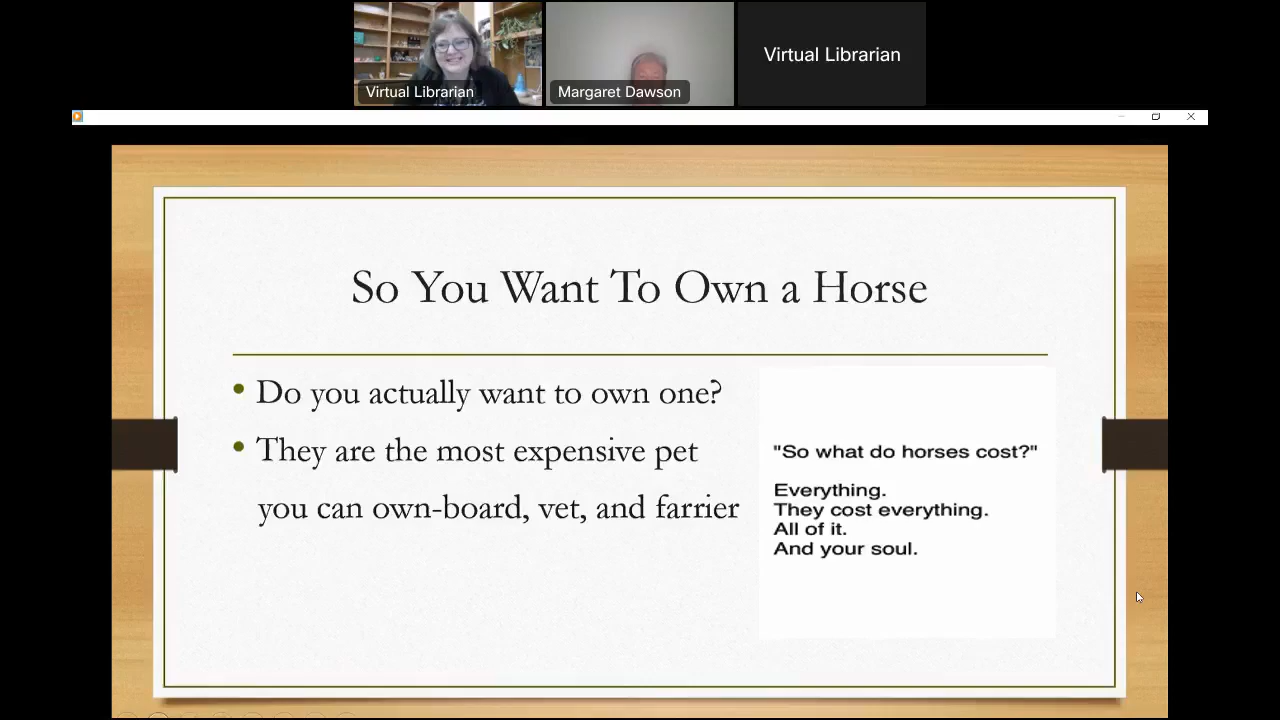 Virtual Librarian
Margaret Dawson
Virtual Librarian
So You Want To Own a Horse
• Do you actually want to own one?
• They are the most expensive pet
you can own-board, vet, and farrier
"So what do horses cost?"
Everything.
They cost everything.
All of it.
And your soul.